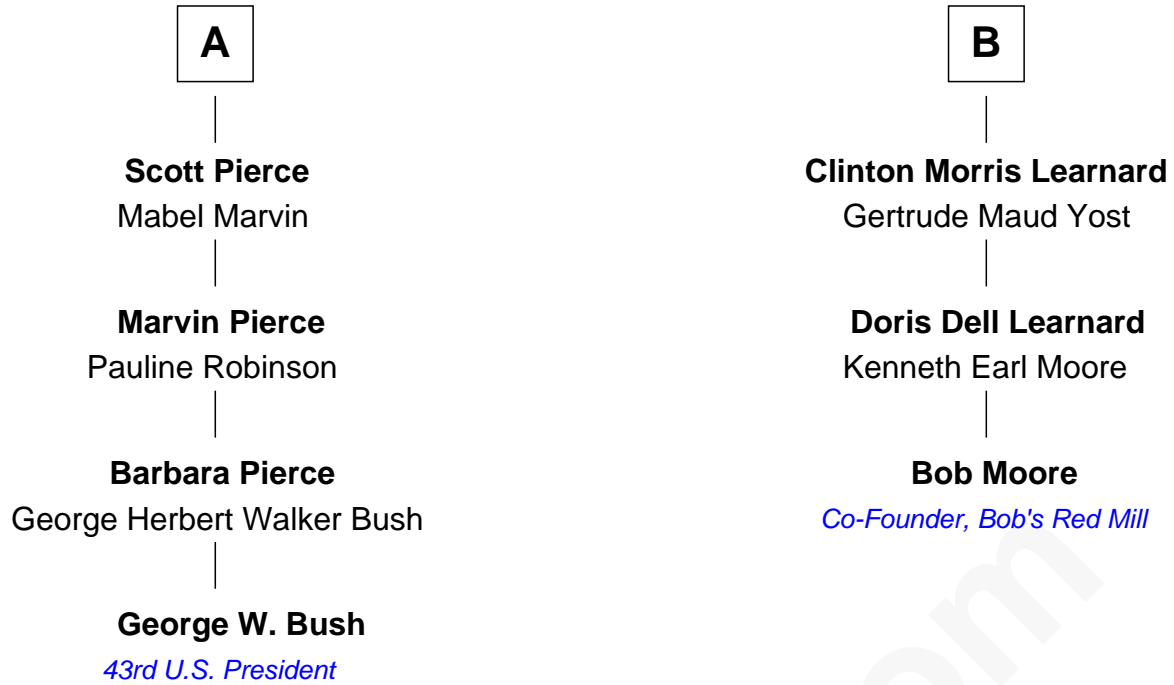 A
Scott Pierce
Mabel Marvin
Marvin Pierce
Pauline Robinson
Barbara Pierce
George Herbert Walker Bush
George W. Bush
43rd U.S. President
B
Clinton Morris Learnard
Gertrude Maud Yost
Doris Dell Learnard
Kenneth Earl Moore
Bob Moore
Co-Founder, Bob's Red Mill
om